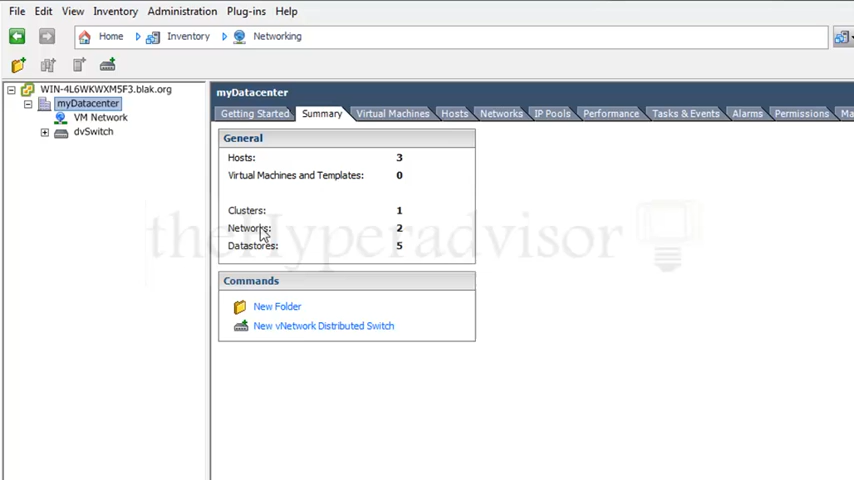 File Edit View Inventory Administration Plug-ins Help
Home Inventory Networking
WIN-4L6WKWXM5F3.blak.org
myDatacenter
VM Network
dvSwitch
myDatacenter
Getting Started Summary Virtual Machines Hosts Networks IP Pools Performance Tasks & Events Alarms Permissions Ma
General
Hosts: 3
Virtual Machines and Templates: 0
Clusters: 1
Networks: 2
Datastores: 5
theHyperadvisor
Commands
New Folder
New vNetwork Distributed Switch